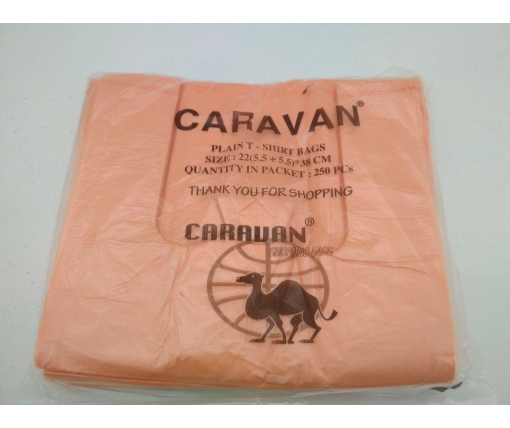 CARAVAN®
PLAIN T - SHIRT BAGS
SIZE : 22(5.5 + 5.5)*38 CM
QUANTITY IN PACKET : 250 PCs
THANK YOU FOR SHOPPING
CARAVAN®